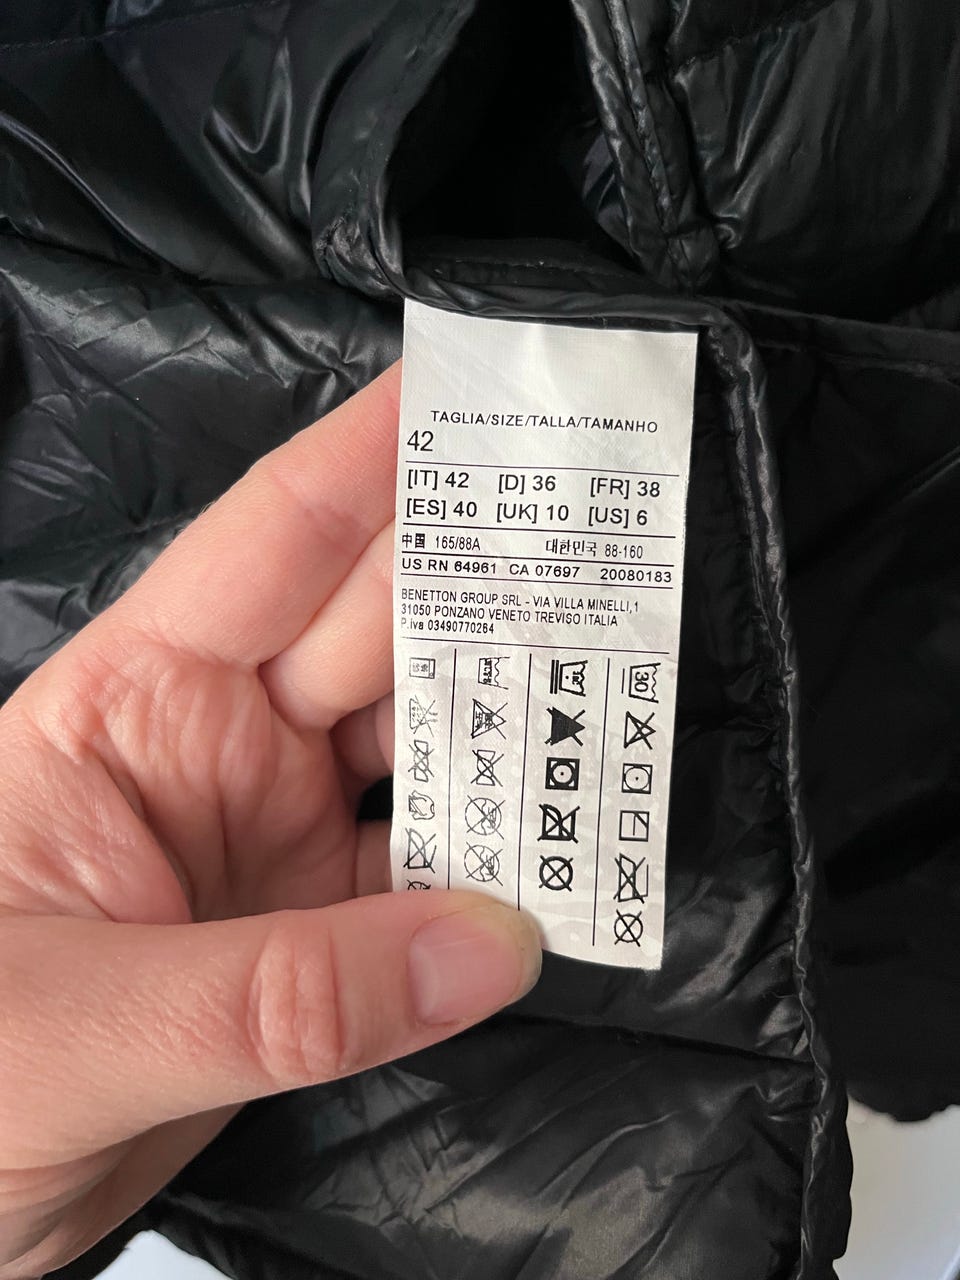 TAGLIA/SIZE/TALLA/TAMANHO
42
[IT] 42 [D] 36 [FR] 38
[ES] 40 [UK] 10 [US] 6
中国 165/88A 대한민국 88-160
US RN 64961 CA 07697 20080183
BENETTON GROUP SRL - VIA VILLA MINELLI,1
31050 PONZANO VENETO TREVISO ITALIA
P.iva 03490770264
30